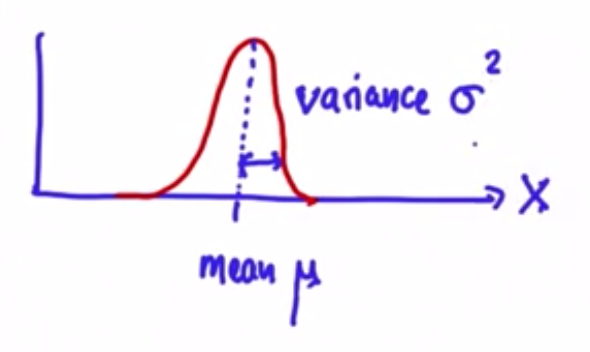 variance σ²
X
mean μ